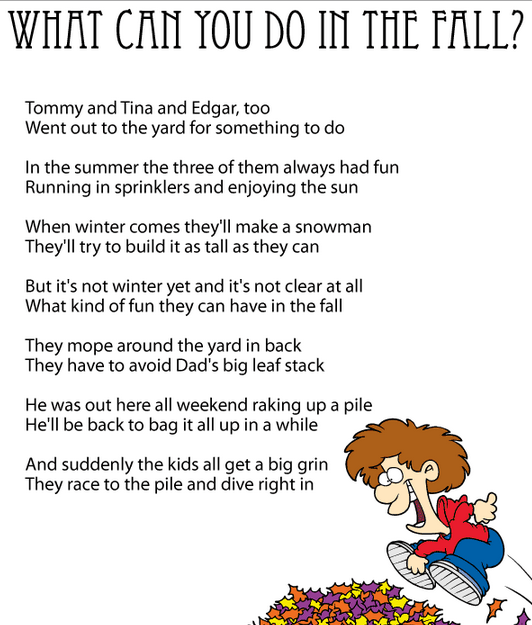 WHAT CAN YOU DO IN THE FALL?
Tommy and Tina and Edgar, too
Went out to the yard for something to do
In the summer the three of them always had fun
Running in sprinklers and enjoying the sun
When winter comes they'll make a snowman
They'll try to build it as tall as they can
But it's not winter yet and it's not clear at all
What kind of fun they can have in the fall
They mope around the yard in back
They have to avoid Dad's big leaf stack
He was out here all weekend raking up a pile
He'll be back to bag it all up in a while
And suddenly the kids all get a big grin
They race to the pile and dive right in